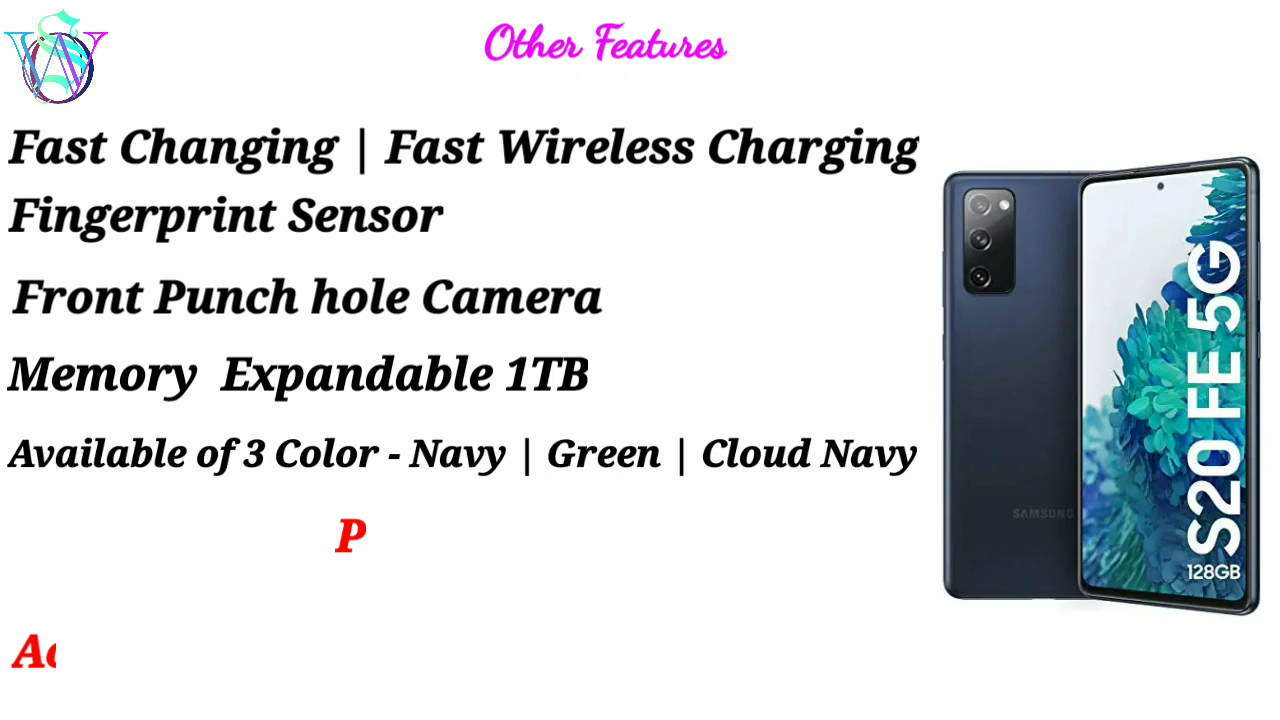 Other Features
Fast Changing | Fast Wireless Charging
Fingerprint Sensor
Front Punch hole Camera
Memory Expandable 1TB
Available of 3 Color - Navy | Green | Cloud Navy
P
SAMSUNG
S20 FE 5G
128GB